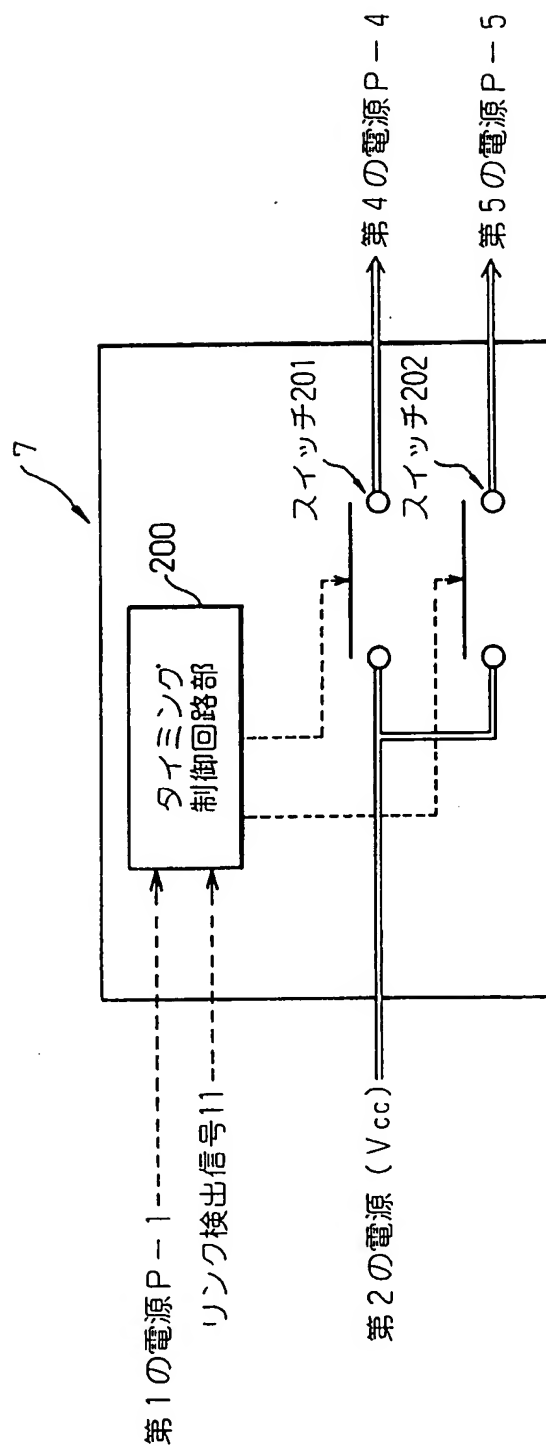 7
200
タイミング
制御回路部
第1の電源P－1
リンク検出信号11
スイッチ201
第4の電源P－4
第2の電源(Vcc)
スイッチ202
第5の電源P－5